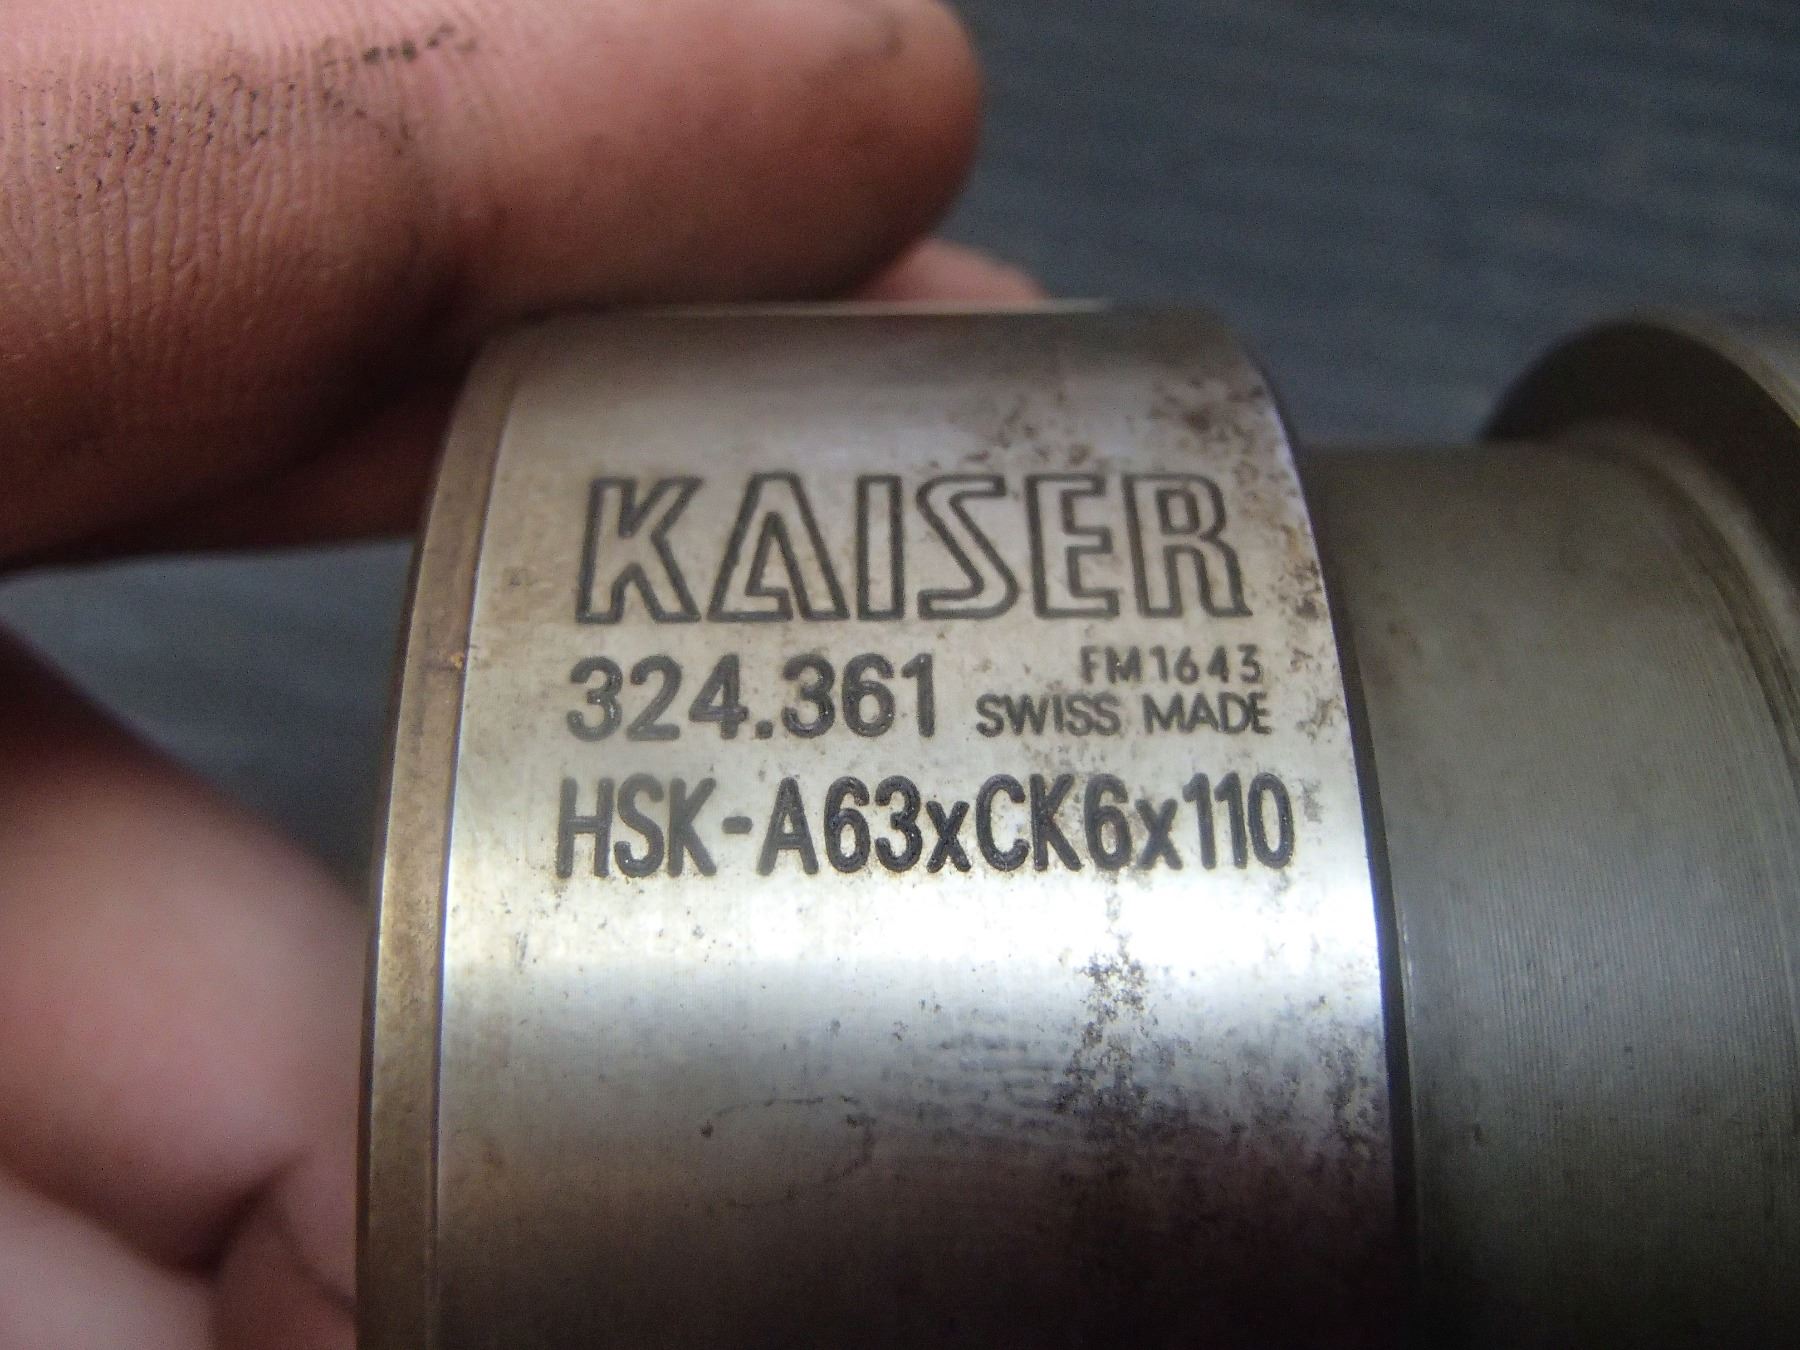 KAISER
324.361 FM1643
SWISS MADE
HSK-A63xCK6x110